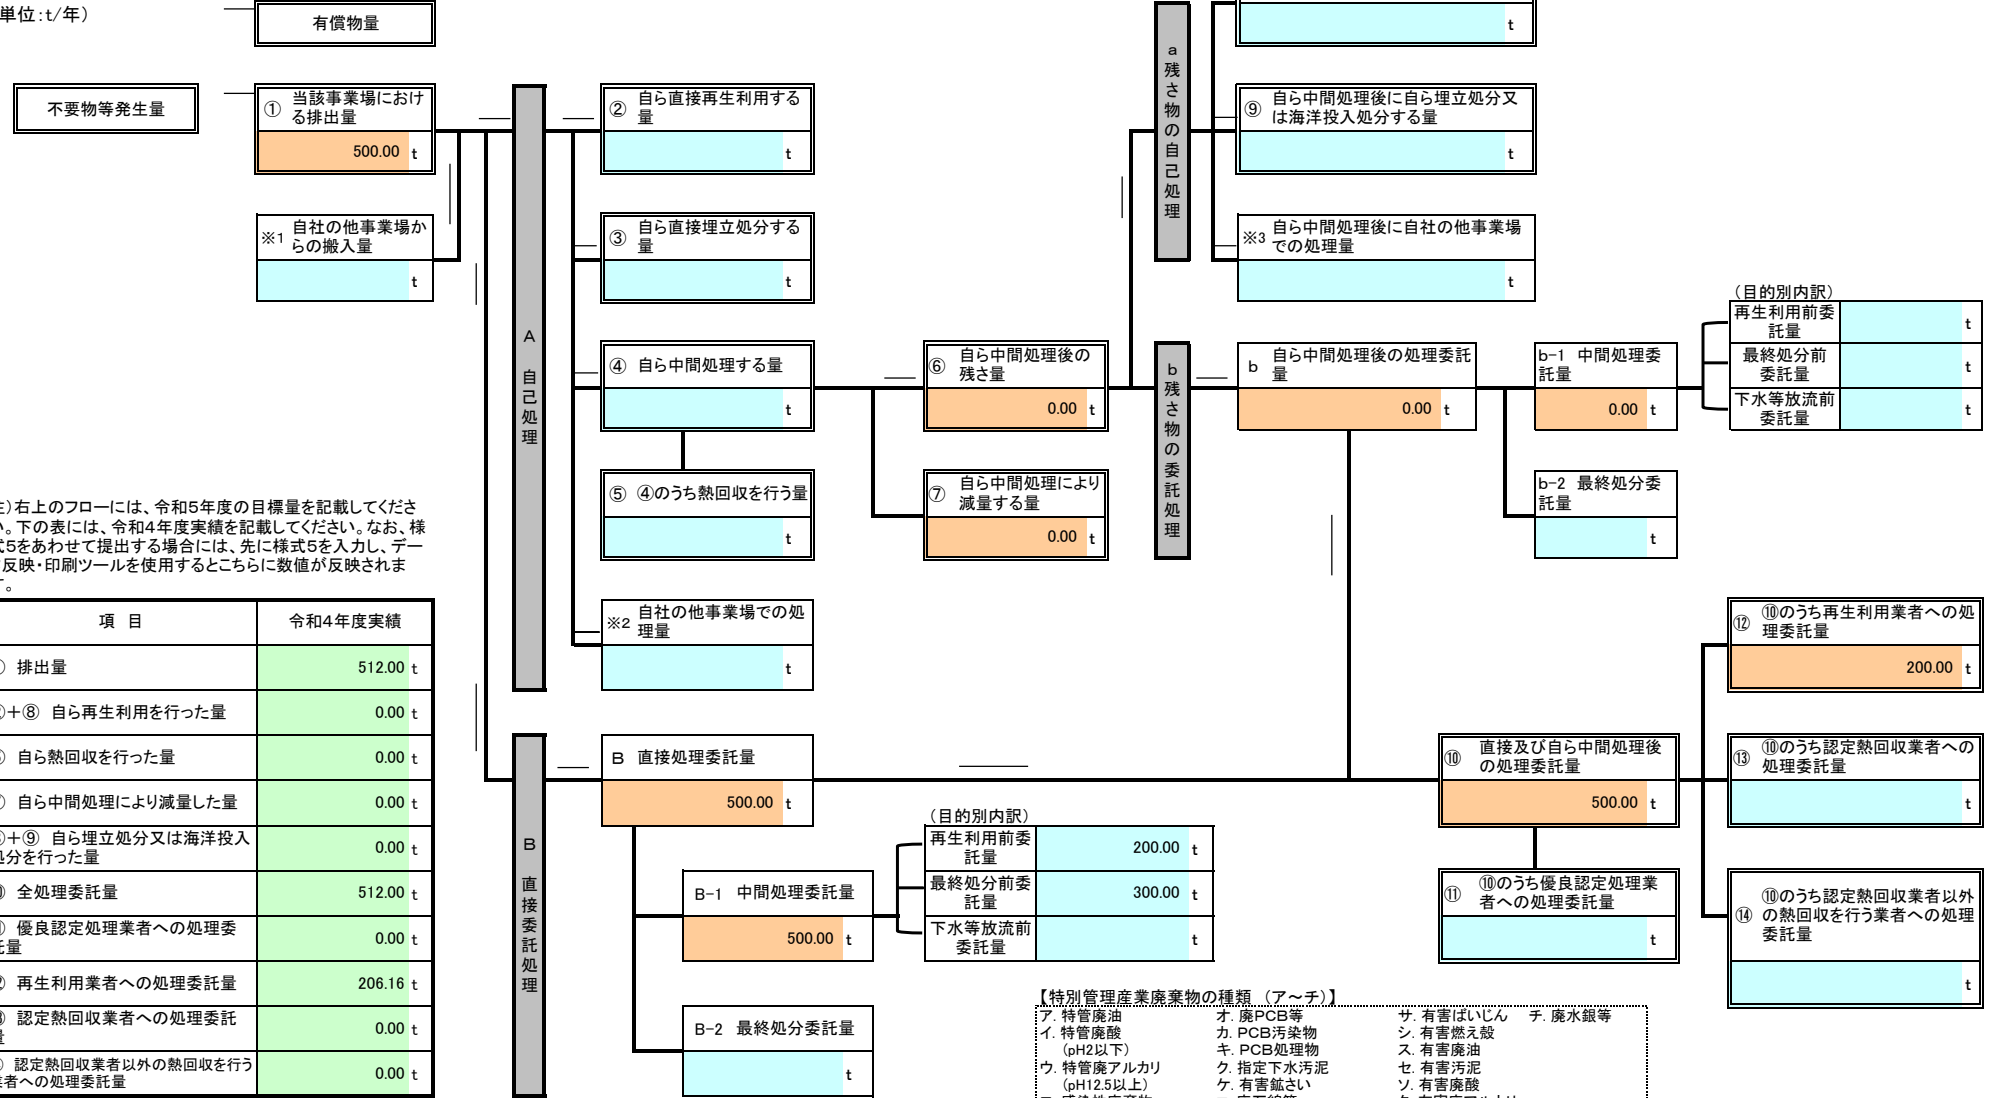 単位：t/年）
有償物量
不要物等発生量
① 当該事業場におけ
る排出量
500.00 t
※1 自社の他事業場か
らの搬入量
t
A 自己処理
② 自ら直接再生利用する
量
t
③ 自ら直接埋立処分する
量
t
④ 自ら中間処理する量
t
⑤ ④のうち熱回収を行う量
t
※2 自社の他事業場での処
理量
t
⑥ 自ら中間処理後の
残さ量
0.00 t
⑦ 自ら中間処理により
減量する量
0.00 t
a 残さ物の自己処理
t
⑨ 自ら中間処理後に自ら埋立処分又
は海洋投入処分する量
t
※3 自ら中間処理後に自社の他事業場
での処理量
t
b 残さ物の委託処理
b 自ら中間処理後の処理委託
量
0.00 t
b-1 中間処理委
託量
0.00 t
b-2 最終処分委
託量
t
（目的別内訳）
再生利用前委
託量
t
最終処分前
委託量
t
下水等放流前
委託量
t
）右上のフローには、令和5年度の目標量を記載してくださ
。下の表には、令和4年度実績を記載してください。なお、様
5をあわせて提出する場合には、先に様式5を入力し、デー
反映・印刷ツールを使用するとこちらに数値が反映されま
。
項 目 令和4年度実績
排出量 512.00 t
＋⑧ 自ら再生利用を行った量 0.00 t
自ら熱回収を行った量 0.00 t
自ら中間処理により減量した量 0.00 t
＋⑨ 自ら埋立処分又は海洋投入
処分を行った量 0.00 t
全処理委託量 512.00 t
優良認定処理業者への処理委
託量 0.00 t
再生利用業者への処理委託量 206.16 t
認定熱回収業者への処理委託
量 0.00 t
認定熱回収業者以外の熱回収を行う
業者への処理委託量 0.00 t
B 直接委託処理
B 直接処理委託量
500.00 t
B-1 中間処理委託量
500.00 t
B-2 最終処分委託量
t
（目的別内訳）
再生利用前委
託量
200.00 t
最終処分前委
託量
300.00 t
下水等放流前
委託量
t
⑩ 直接及び自ら中間処理後
の処理委託量
500.00 t
⑪ ⑩のうち優良認定処理業
者への処理委託量
t
⑫ ⑩のうち再生利用業者への処
理委託量
200.00 t
⑬ ⑩のうち認定熱回収業者への
処理委託量
t
⑭ ⑩のうち認定熱回収業者以外
の熱回収を行う業者への処理
委託量
t
【特別管理産業廃棄物の種類 （ア～チ）】
ア. 特管廃油
イ. 特管廃酸
(pH2以下)
ウ. 特管廃アルカリ
(pH12.5以上)
オ. 廃PCB等
カ. PCB汚染物
キ. PCB処理物
ク. 指定下水汚泥
ケ. 有害鉱さい
サ. 有害ばいじん
シ. 有害燃え殻
ス. 有害廃油
セ. 有害汚泥
ソ. 有害廃酸
チ. 廃水銀等